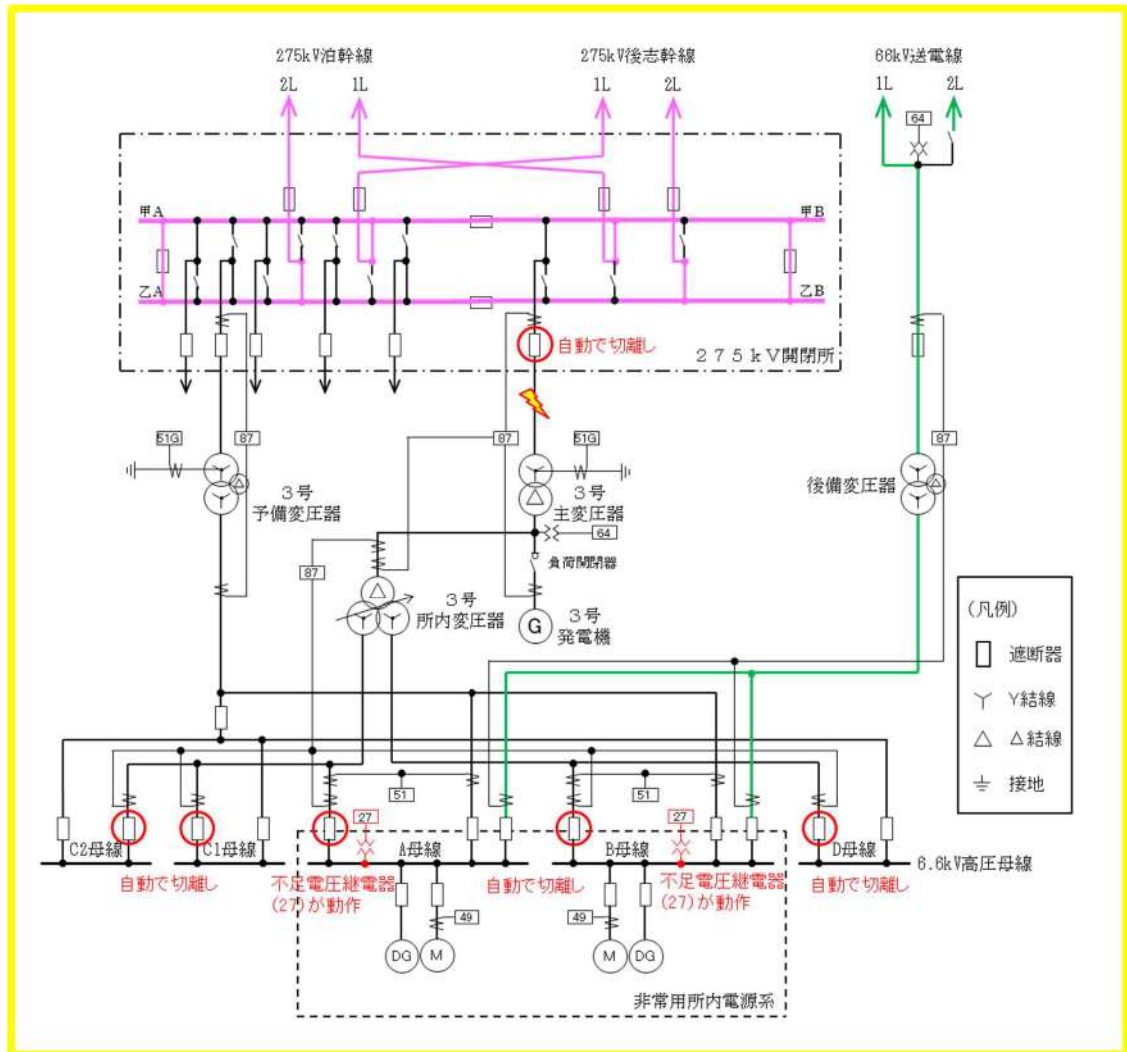 275kV泊幹線
275kV後志幹線
66kV送電線
2L
1L
1L
2L
1L
2L
64
甲A
甲B
乙A
乙B
自動で切離し
275kV開閉所
51G
87
87
51G
87
3号
予備変圧器
3号
主変圧器
後備変圧器
64
負荷開閉器
87
3号
所内変圧器
G
3号
発電機
(凡例)
遮断器
Y結線
△結線
接地
51
51
27
27
C2母線
C1母線
A母線
B母線
D母線
6.6kV高圧母線
自動で切離し
不足電圧継電器
(27)が動作
自動で切離し
不足電圧継電器
(27)が動作
自動で切離し
49
49
DG
M
M
DG
非常用所内電源系